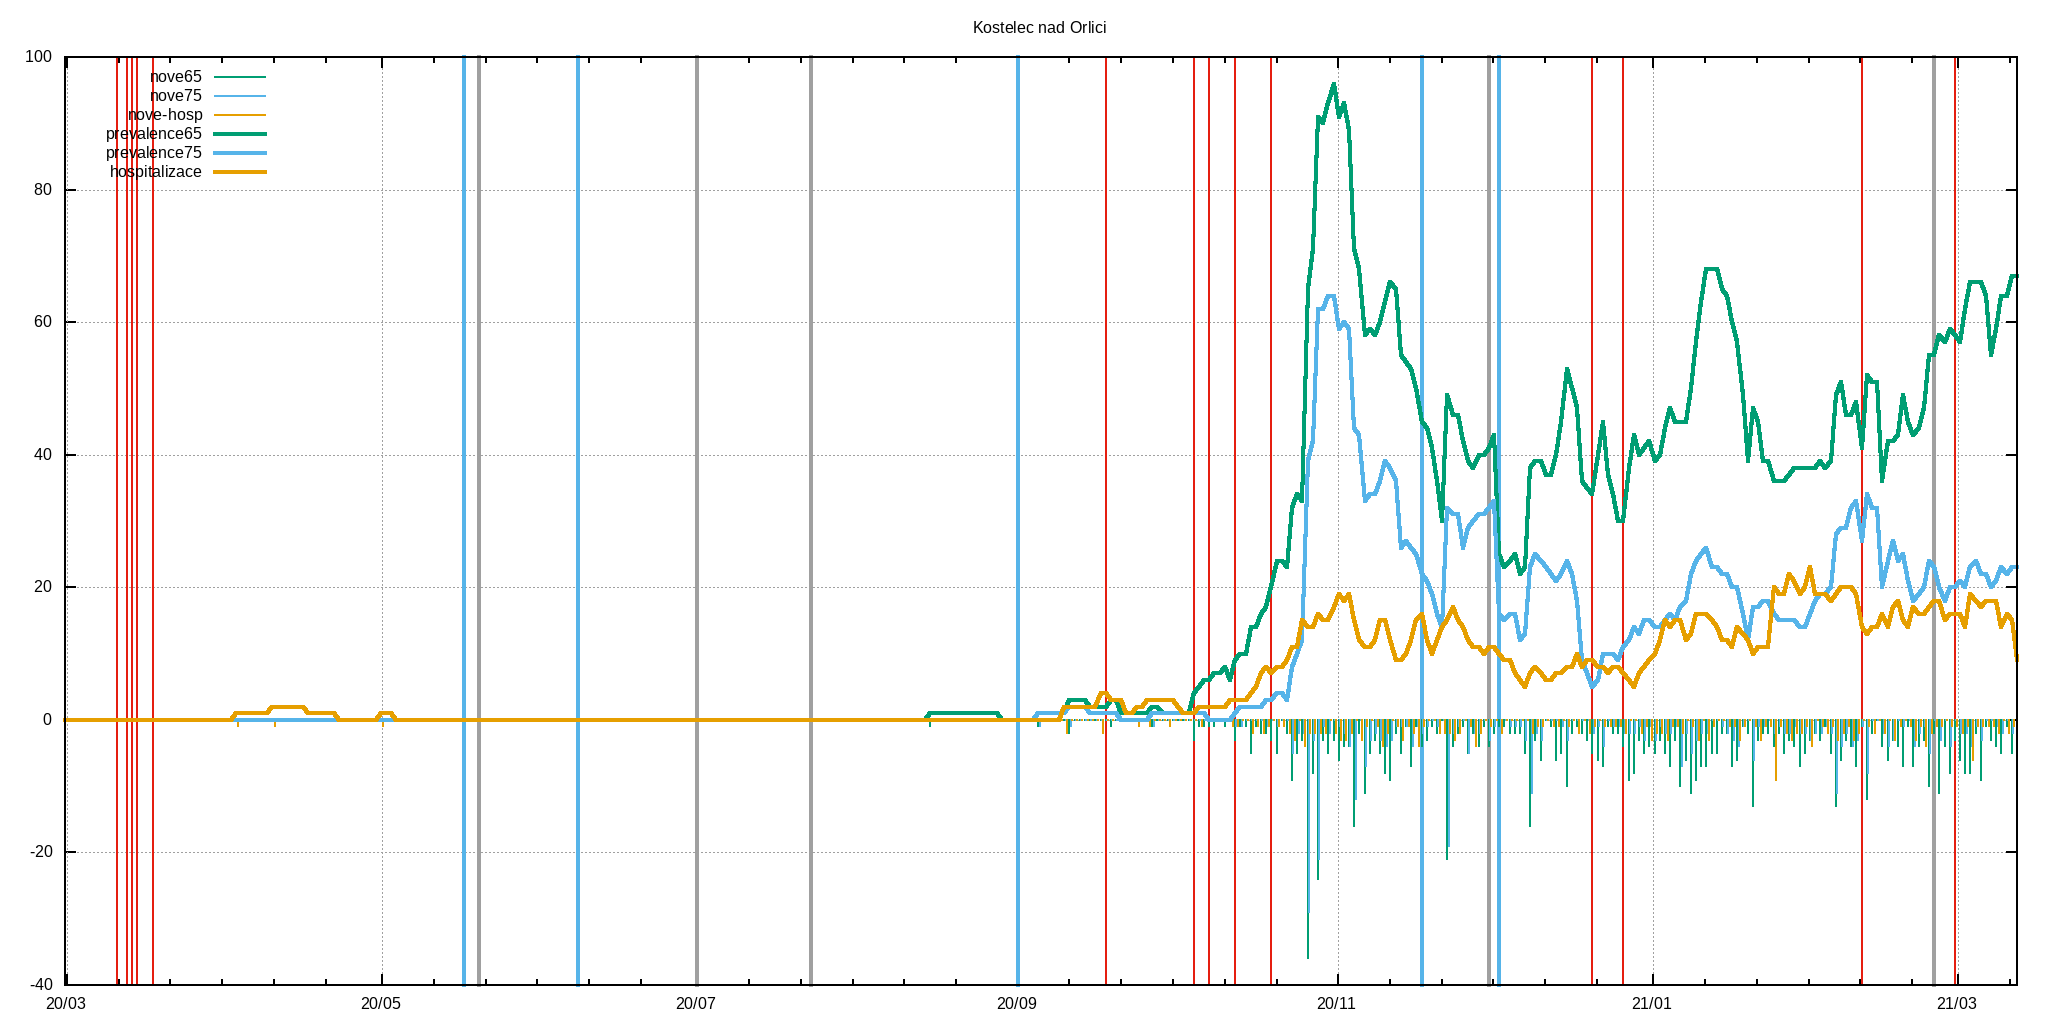 Kostelec nad Orlici
100
80
60
40
20
0
-20
-40
nove65
nove75
nove-hosp
prevalence65
prevalence75
hospitalizace
20/03 20/05 20/07 20/09 20/11 21/01 21/03